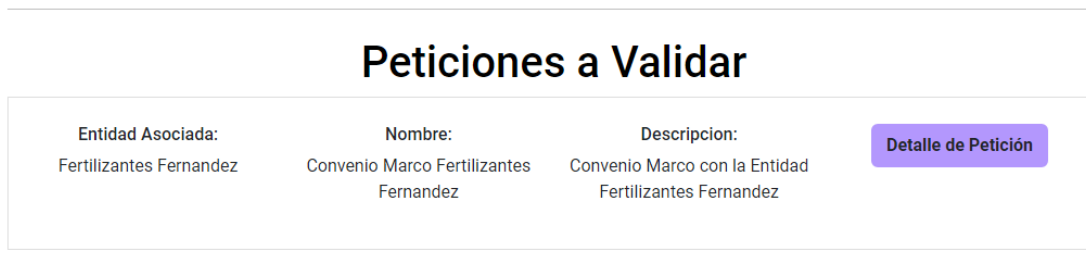 Peticiones a Validar
Entidad Asociada:
Fertilizantes Fernandez
Nombre:
Convenio Marco Fertilizantes
Fernandez
Descripcion:
Convenio Marco con la Entidad
Fertilizantes Fernandez
Detalle de Petición